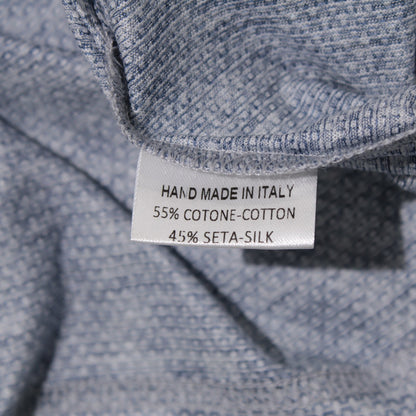 HAND MADE IN ITALY
55% COTONE-COTTON
45% SETA-SILK